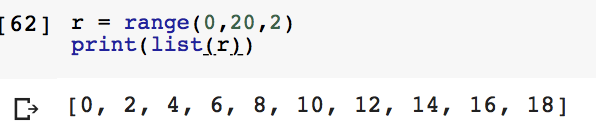 [62] r = range(0,20,2)
print(list(r))
[0, 2, 4, 6, 8, 10, 12, 14, 16, 18]